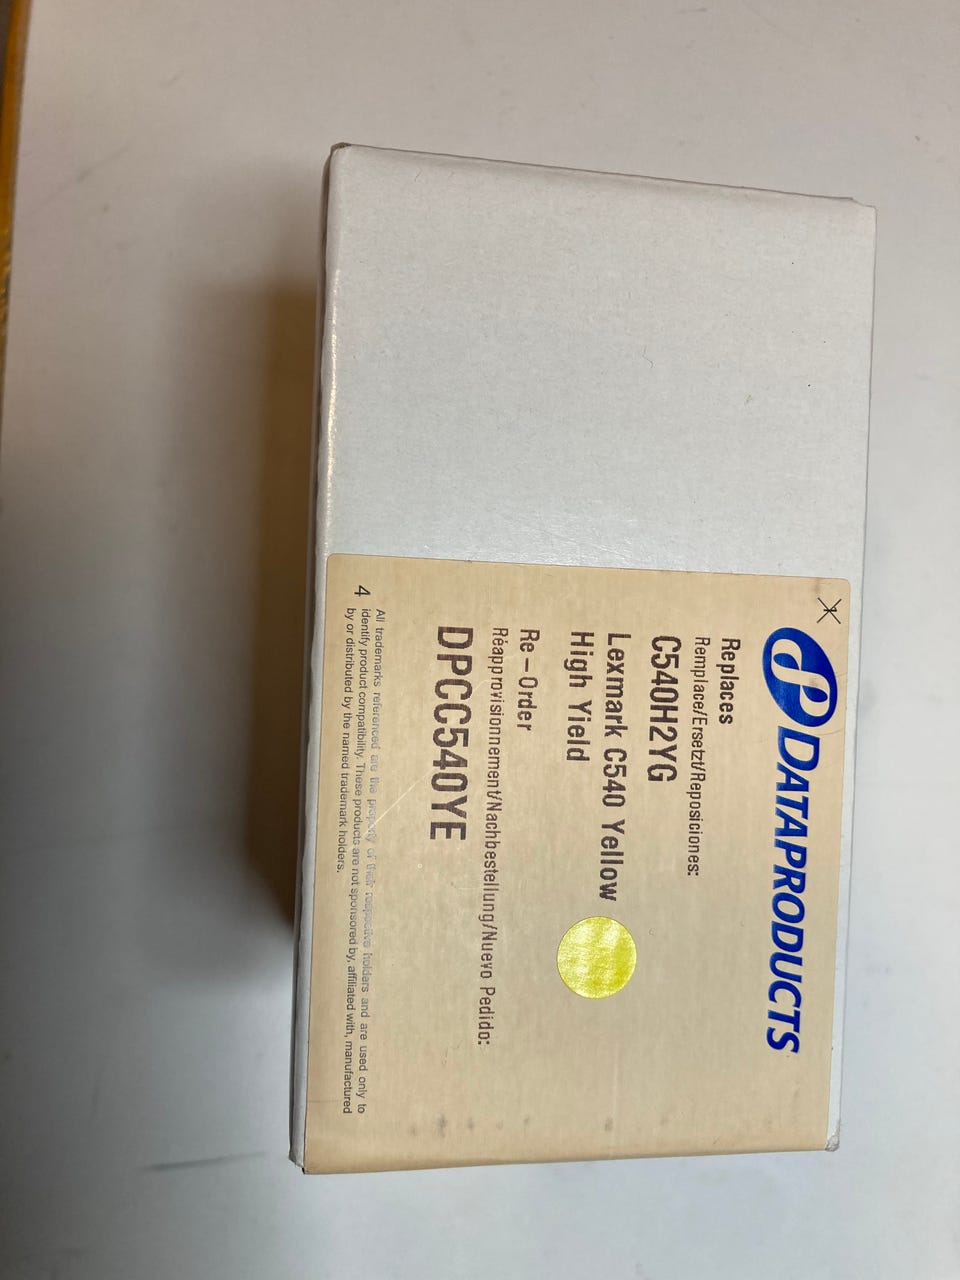 DATAPRODUCTS
Replaces
Remplace/Ersetzt/Reposiciones:
C540H2YG
Lexmark C540 Yellow
High Yield
Re-Order
Réapprovisionnement/Nachbestellung/Nuevo Pedido:
DPCC540YE
All trademarks referenced are the property of their respective holders and are used only to
4 identify product compatibility. These products are not sponsored by, affiliated with, manufactured
by or distributed by the named trademark holders.